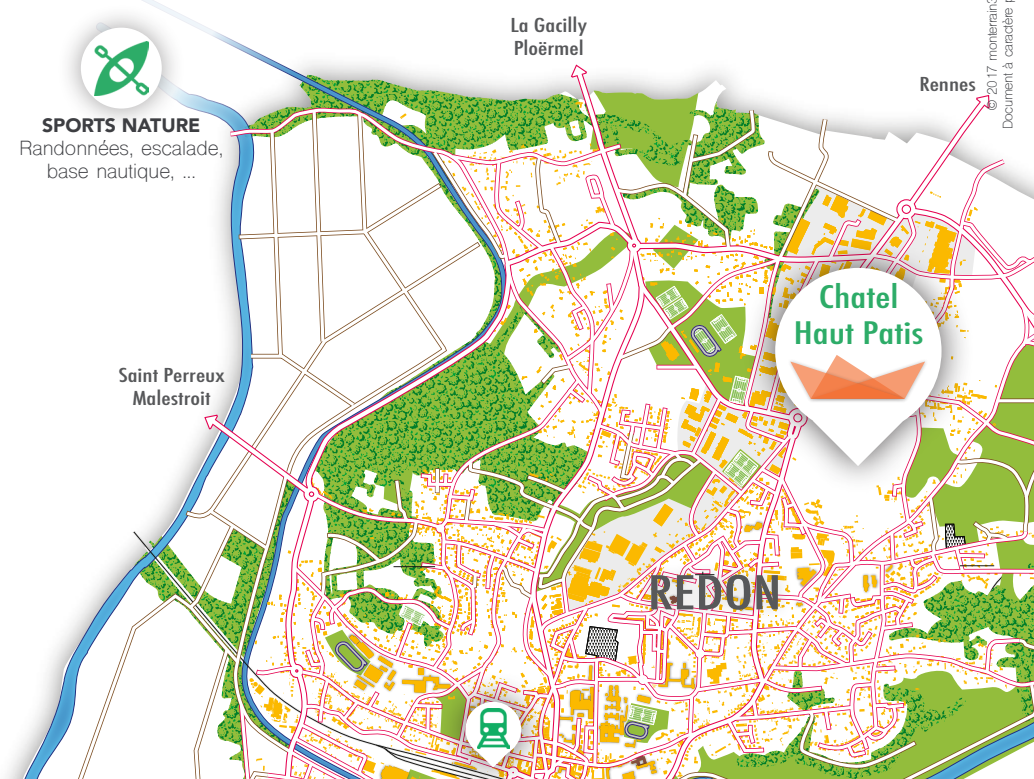 La Gacilly
Ploërmel
Rennes
© 2017 monterrain3
Document à caractère p
SPORTS NATURE
Randonnées, escalade,
base nautique, ...
Chatel
Haut Patis
Saint Perreux
Malestroit
REDON